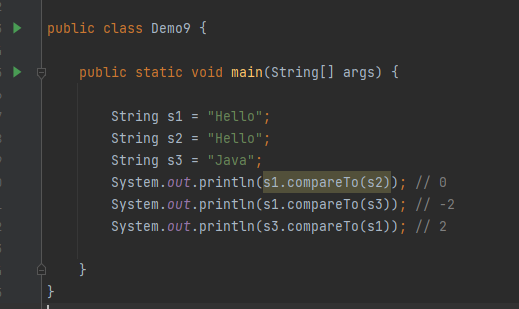 public class Demo9 {
public static void main(String[] args) {
String s1 = "Hello";
String s2 = "Hello";
String s3 = "Java";
System.out.println(s1.compareTo(s2)); // 0
System.out.println(s1.compareTo(s3)); // -2
System.out.println(s3.compareTo(s1)); // 2
}
}